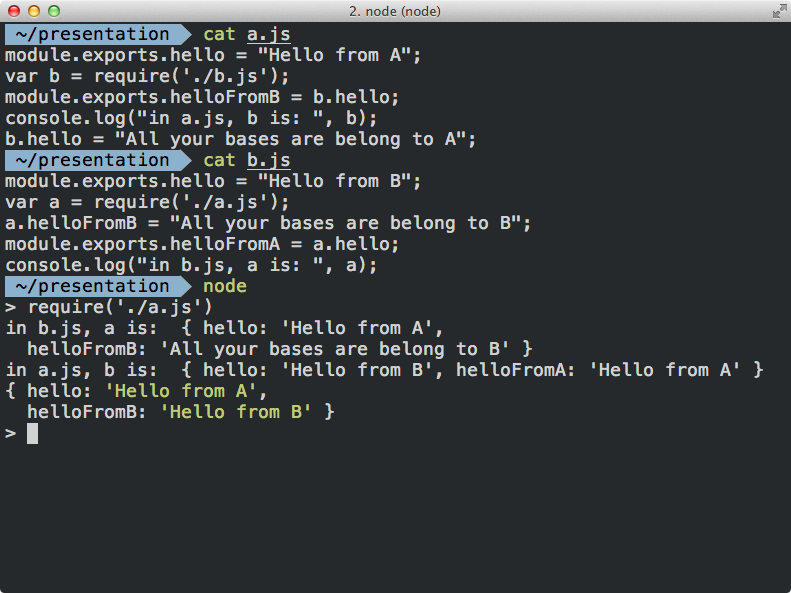 2. node (node)
~/presentation cat a.js
module.exports.hello = "Hello from A";
var b = require('./b.js');
module.exports.helloFromB = b.hello;
console.log("in a.js, b is: ", b);
b.hello = "All your bases are belong to A";
~/presentation cat b.js
module.exports.hello = "Hello from B";
var a = require('./a.js');
a.helloFromB = "All your bases are belong to B";
module.exports.helloFromA = a.hello;
console.log("in b.js, a is: ", a);
~/presentation node
> require('./a.js')
in b.js, a is:  { hello: 'Hello from A',
  helloFromB: 'All your bases are belong to B' }
in a.js, b is:  { hello: 'Hello from B', helloFromA: 'Hello from A' }
{ hello: 'Hello from A',
  helloFromB: 'Hello from B' }
>